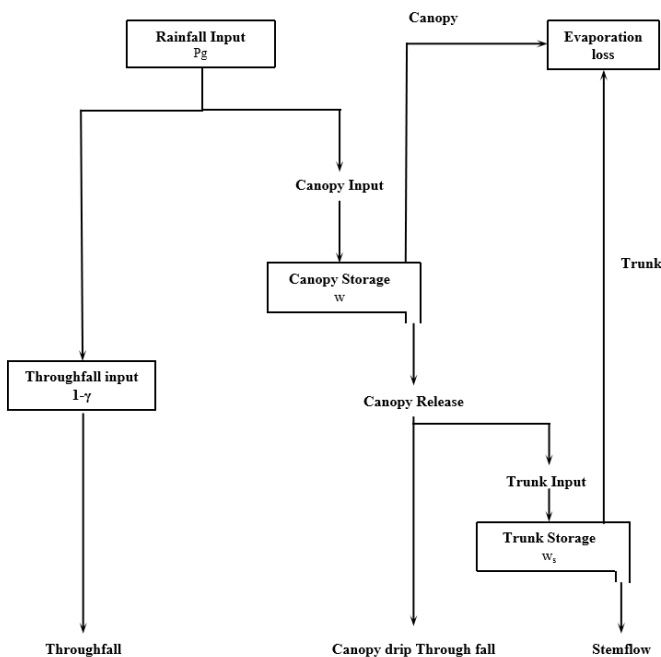 Canopy
Rainfall Input
Pg
Evaporation
loss
Canopy Input
Trunk
Canopy Storage
w
Throughfall input
1-γ
Canopy Release
Trunk Input
Trunk Storage
ws
Throughfall
Canopy drip Through fall
Stemflow